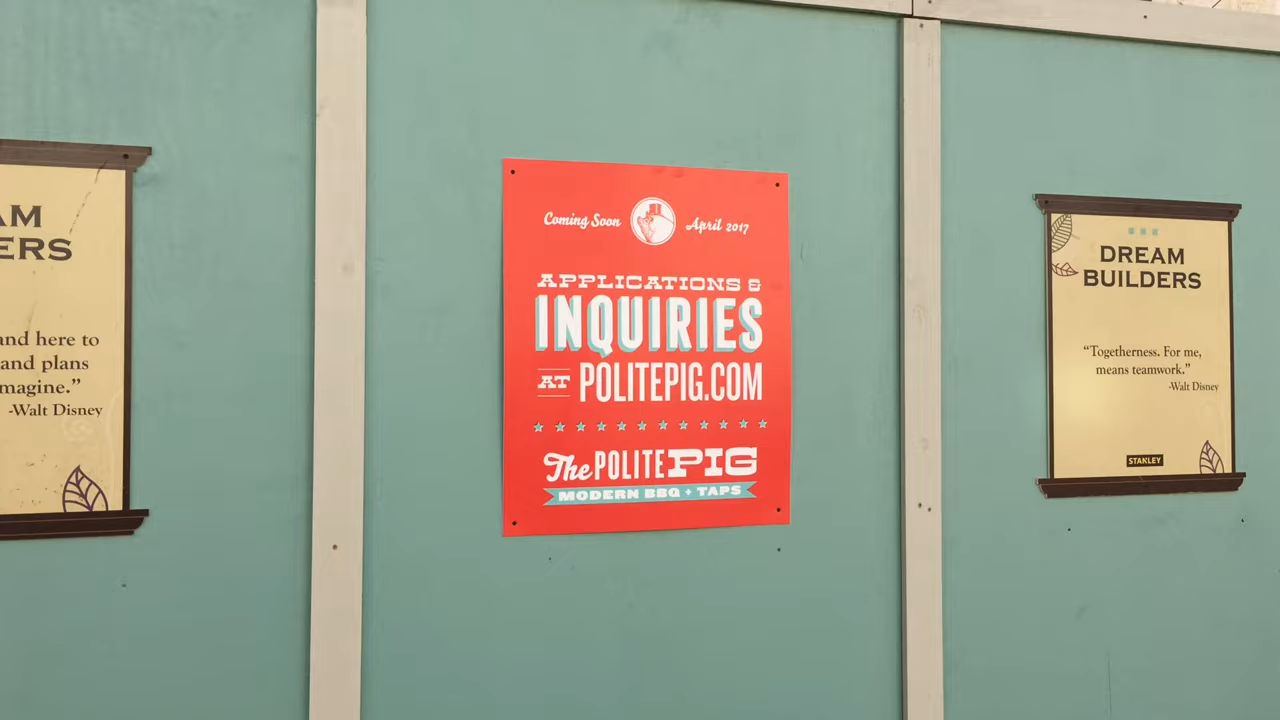 AM
ERS
and here to
and plans
magine.”
-Walt Disney
Coming Soon April 2017
APPLICATIONS &
INQUIRIES
AT POLITEPIG.COM
The POLITE PIG
MODERN BBQ + TAPS
DREAM
BUILDERS
“Togetherness. For me,
means teamwork.”
-Walt Disney
STANLEY